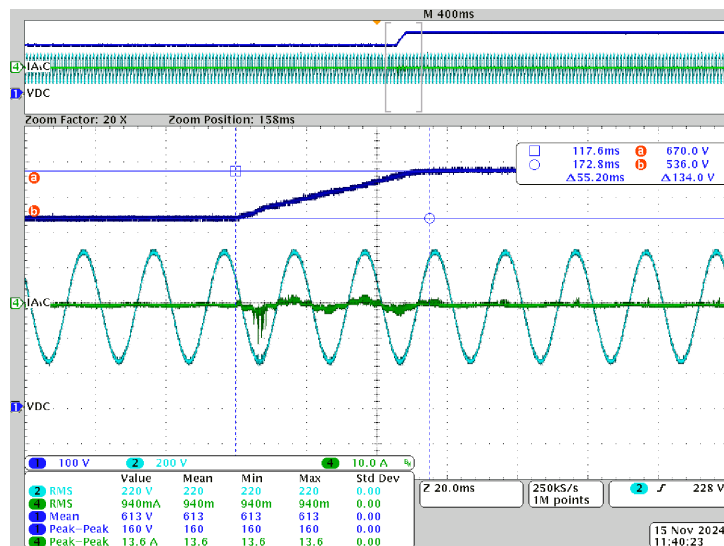 M 400ms
4 IA,C
1 VDC
Zoom Factor: 20 X Zoom Position: 158ms
117.6ms a 670.0 V
172.8ms b 536.0 V
Δ55.20ms Δ134.0 V
a
b
4 IA,C
1 VDC
1 100 V 2 200 V 4 10.0 A
Value Mean Min Max Std Dev
2 RMS 220 V 220 220 220 0.00
4 RMS 940mA 940m 940m 940m 0.00
1 Mean 613 V 613 613 613 0.00
1 Peak-Peak 160 V 160 160 160 0.00
4 Peak-Peak 13.6 A 13.6 13.6 13.6 0.00
Z 20.0ms
250kS/s
1M points
2 228 V
15 Nov 2024
11:40:23